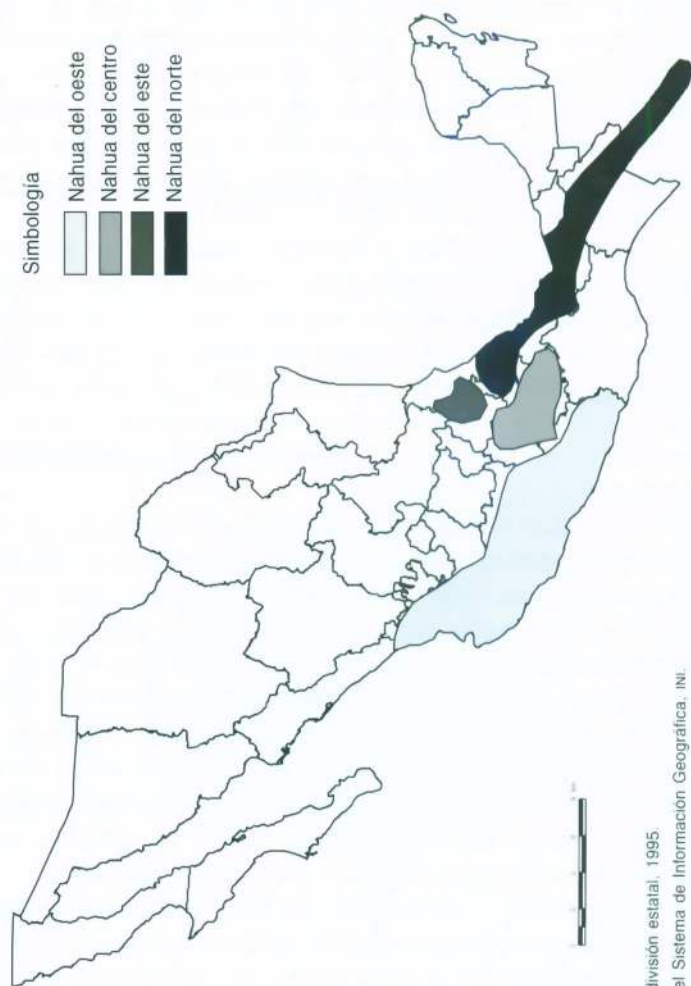 Simbología
Nahua del oeste
Nahua del centro
Nahua del este
Nahua del norte
división estatal, 1995.
el Sistema de Información Geográfica, INI.